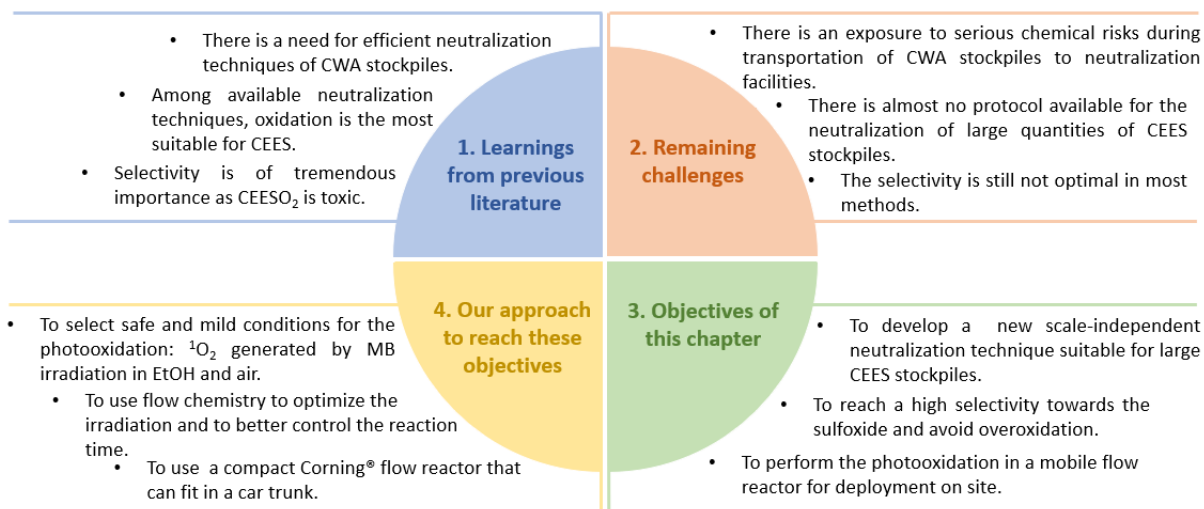 • There is a need for efficient neutralization
techniques of CWA stockpiles.
• Among available neutralization
techniques, oxidation is the most
suitable for CEES.
• Selectivity is of tremendous
importance as CEESO₂ is toxic.
1. Learnings
from previous
literature
• There is an exposure to serious chemical risks during
transportation of CWA stockpiles to neutralization
facilities.
• There is almost no protocol available for the
neutralization of large quantities of CEES
stockpiles.
• The selectivity is still not optimal in most
methods.
2. Remaining
challenges
3. Objectives of
this chapter
• To develop a new scale-independent
neutralization technique suitable for large
CEES stockpiles.
• To reach a high selectivity towards the
sulfoxide and avoid overoxidation.
• To perform the photooxidation in a mobile flow
reactor for deployment on site.
4. Our approach
to reach these
objectives
• To select safe and mild conditions for the
photooxidation: ¹O₂ generated by MB
irradiation in EtOH and air.
• To use flow chemistry to optimize the
irradiation and to better control the reaction
time.
• To use a compact Corning® flow reactor that
can fit in a car trunk.